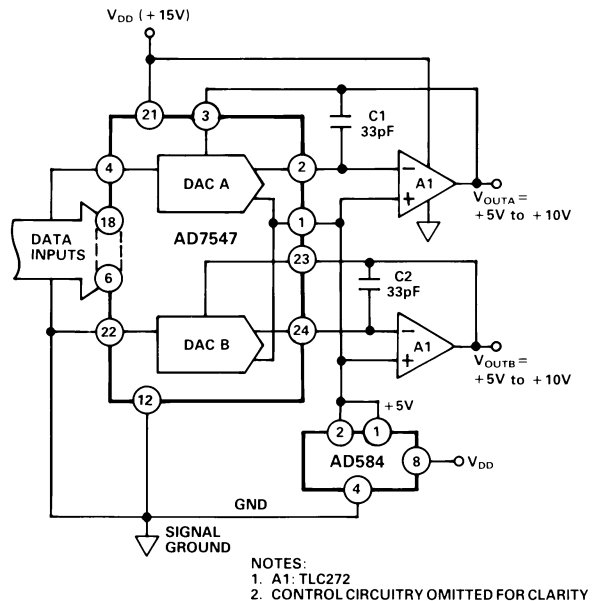 V_DD (+15V)
21
3
C1
33pF
4
DAC A
2
−
A1
+
V_OUTA =
+5V to +10V
18
DATA
INPUTS
AD7547
1
23
6
C2
33pF
22
DAC B
24
−
A1
+
V_OUTB =
+5V to +10V
12
+5V
2
1
AD584
8
V_DD
4
GND
SIGNAL
GROUND
NOTES:
1. A1: TLC272
2. CONTROL CIRCUITRY OMITTED FOR CLARITY